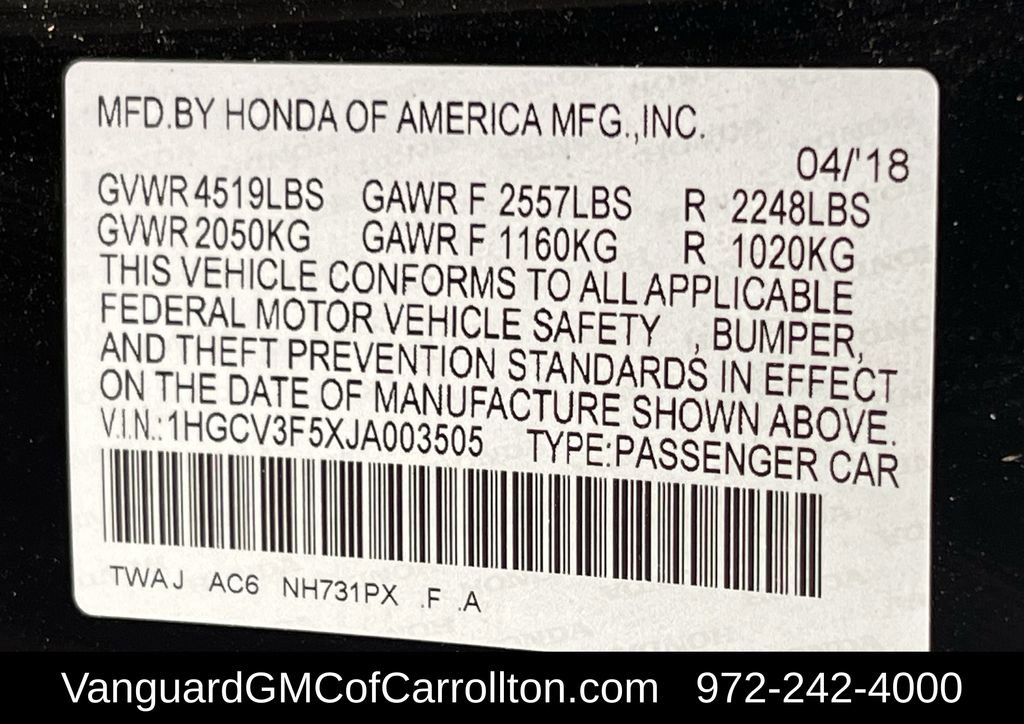 MFD.BY HONDA OF AMERICA MFG.,INC.
04/'18
GVWR 4519LBS GAWR F 2557LBS R 2248LBS
GVWR 2050KG GAWR F 1160KG R 1020KG
THIS VEHICLE CONFORMS TO ALL APPLICABLE
FEDERAL MOTOR VEHICLE SAFETY , BUMPER,
AND THEFT PREVENTION STANDARDS IN EFFECT
ON THE DATE OF MANUFACTURE SHOWN ABOVE.
V.I.N.:1HGCV3F5XJA003505 TYPE:PASSENGER CAR
TWAJ AC6 NH731PX .F .A
VanguardGMCofCarrollton.com 972-242-4000